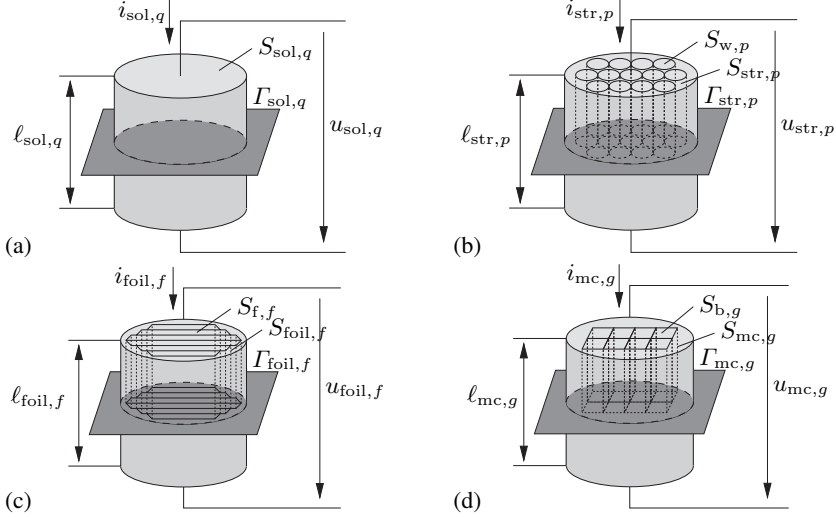 i_sol,q
S_sol,q
Γ_sol,q
ℓ_sol,q
u_sol,q
(a)
i_str,p
S_w,p
S_str,p
Γ_str,p
ℓ_str,p
u_str,p
(b)
i_foil,f
S_f,f
S_foil,f
Γ_foil,f
ℓ_foil,f
u_foil,f
(c)
i_mc,g
S_b,g
S_mc,g
Γ_mc,g
ℓ_mc,g
u_mc,g
(d)